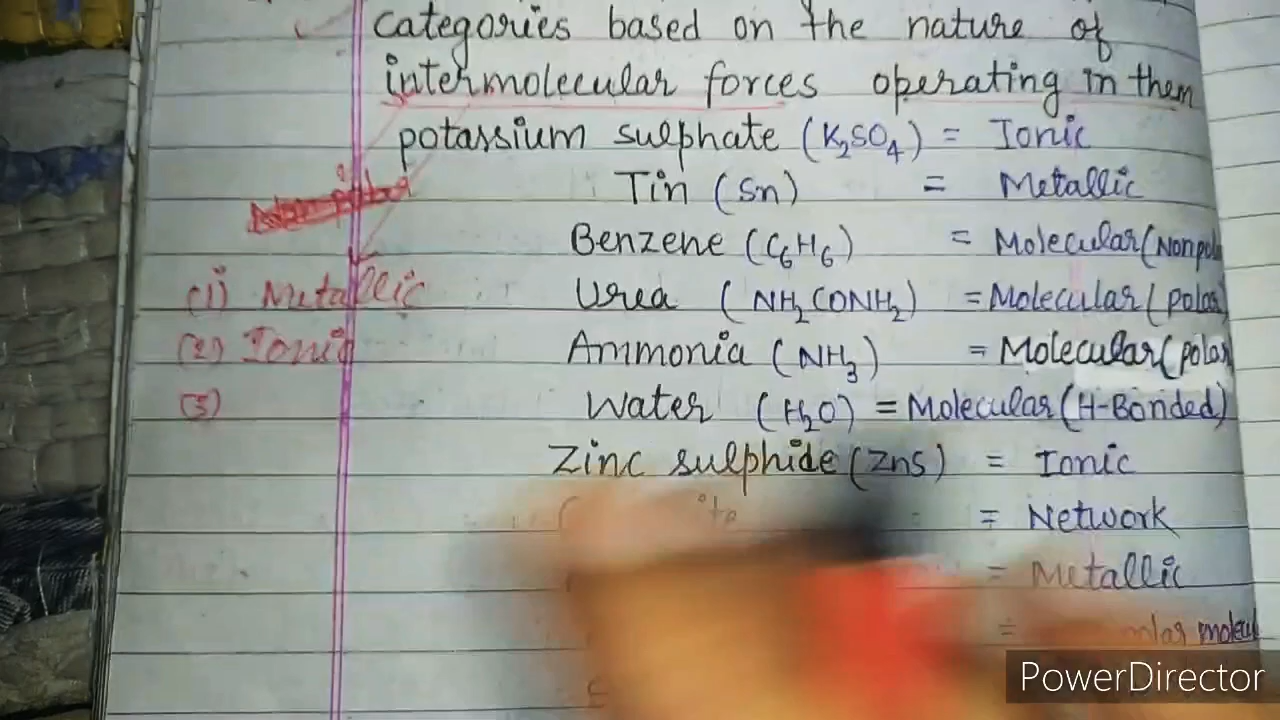 categories based on the nature of
intermolecular forces operating in them
potassium sulphate (K₂SO₄) = Ionic
Tin (Sn) = Metallic
Benzene (C₆H₆) = Molecular (Nonpol
(1) Metallic
Urea (NH₂CONH₂) = Molecular (polar)
(2) Ionic
Ammonia (NH₃) = Molecular (polar
(3)
Water (H₂O) = Molecular (H-Bonded)
Zinc sulphide (ZnS) = Ionic
= Network
= Metallic
= molecul
PowerDirector